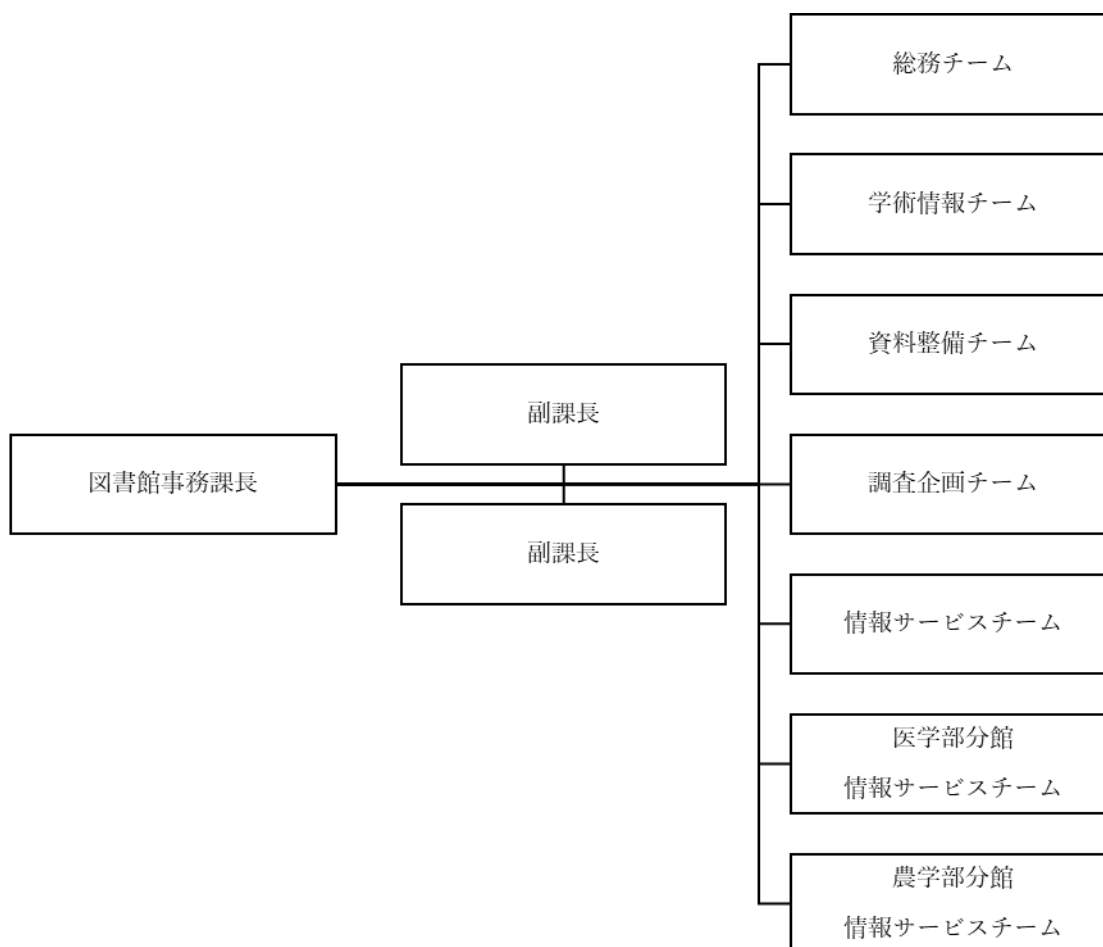 図書館事務課長
副課長
副課長
総務チーム
学術情報チーム
資料整備チーム
調査企画チーム
情報サービスチーム
医学部分館
情報サービスチーム
農学部分館
情報サービスチーム